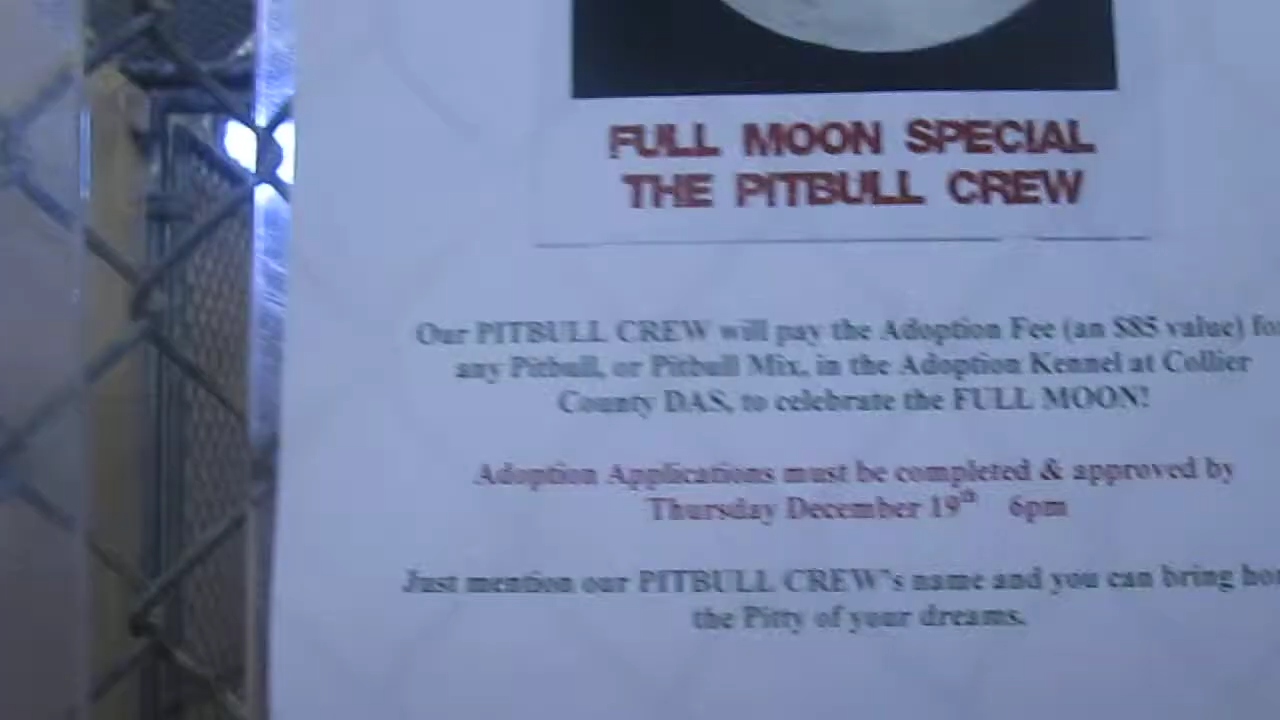 FULL MOON SPECIAL
THE PITBULL CREW
Our PITBULL CREW will pay the Adoption Fee (an $85 value) fo
any Pitbull, or Pitbull Mix, in the Adoption Kennel at Collier
County DAS, to celebrate the FULL MOON!
Adoption Applications must be completed & approved by
Thursday December 19th 6pm
Just mention our PITBULL CREW's name and you can bring ho
the Pitty of your dreams.